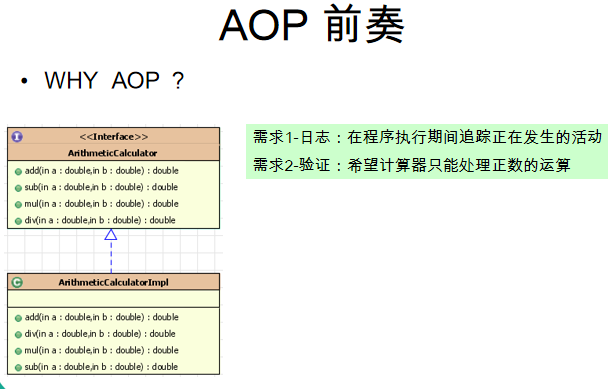 AOP 前奏
• WHY AOP ?
I
<<Interface>>
ArithmeticCalculator
add(in a : double,in b : double) : double
sub(in a : double,in b : double) : double
mul(in a : double,in b : double) : double
div(in a : double,in b : double) : double
C
ArithmeticCalculatorImpl
add(in a : double,in b : double) : double
div(in a : double,in b : double) : double
mul(in a : double,in b : double) : double
sub(in a : double,in b : double) : double
需求1-日志：在程序执行期间追踪正在发生的活动
需求2-验证：希望计算器只能处理正数的运算